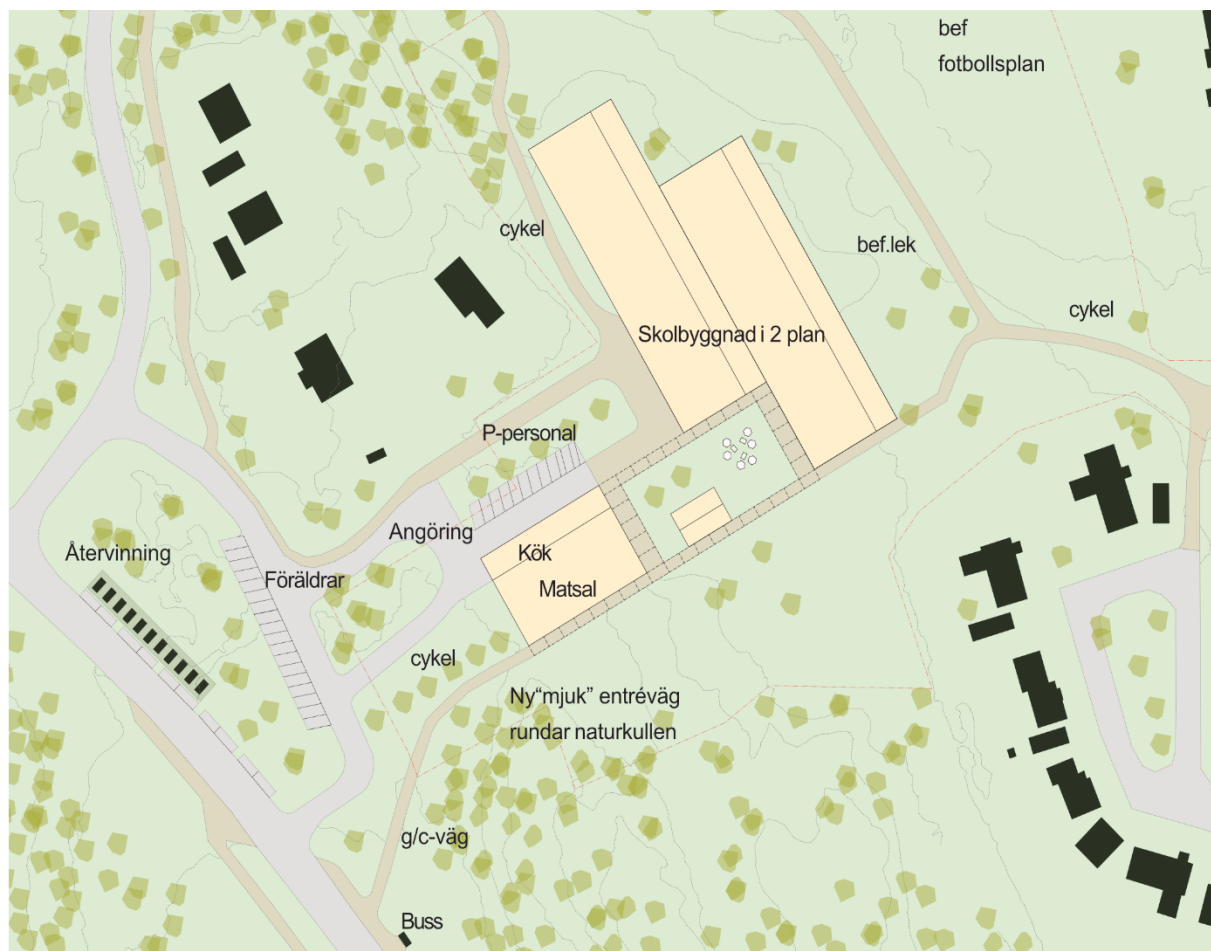 bef
fotbollsplan
cykel
bef.lek
cykel
Skolbyggnad i 2 plan
P-personal
Angöring
Återvinning
Föräldrar
Kök
Matsal
cykel
Ny“mjuk” entréväg
rundar naturkullen
g/c-väg
Buss